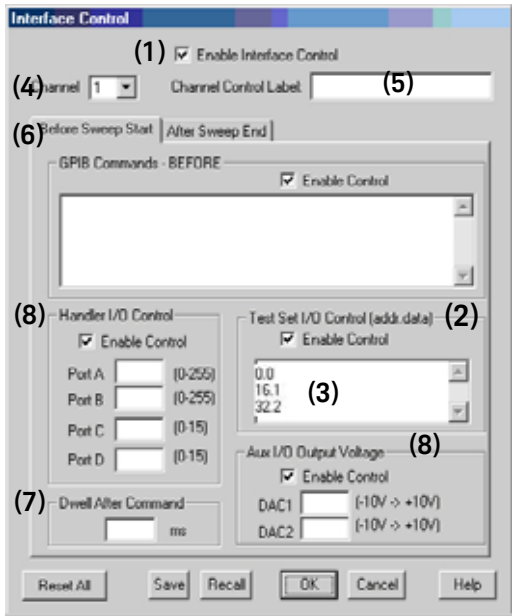 Interface Control
(1) Enable Interface Control
(4) Channel 1 Channel Control Label: (5)
(6) Before Sweep Start After Sweep End
GPIB Commands - BEFORE
Enable Control
(8) Handler I/O Control
Enable Control
Port A (0-255)
Port B (0-255)
Port C (0-15)
Port D (0-15)
Test Set I/O Control (addr.data) (2)
Enable Control
0.0
16.1 (3)
32.2
Aux I/O Output Voltage (8)
Enable Control
DAC1 (-10V -> +10V)
DAC2 (-10V -> +10V)
(7) Dwell After Command
ms
Reset All Save Recall OK Cancel Help